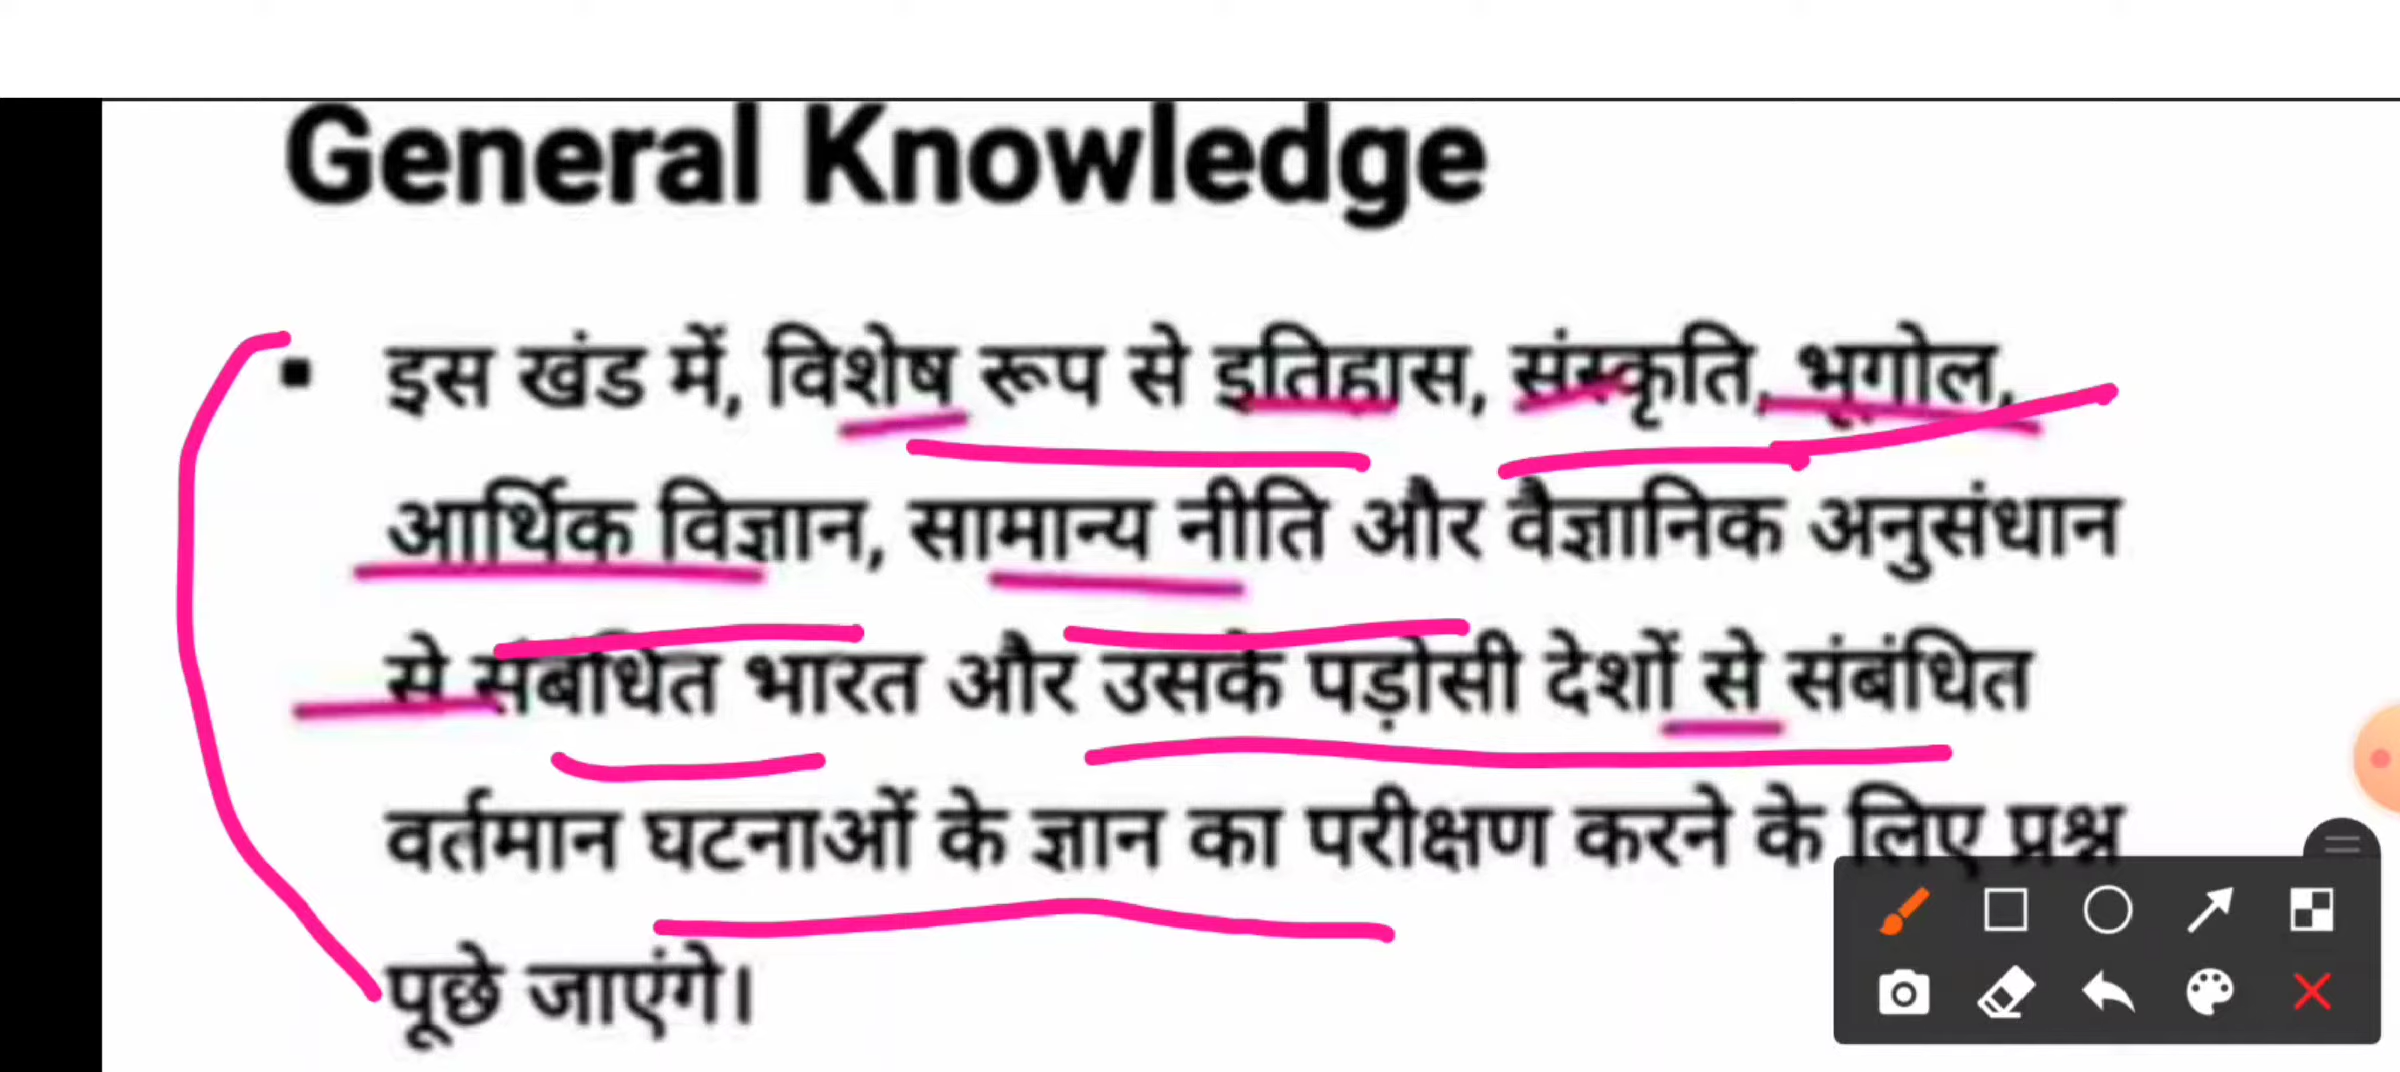 General Knowledge
▪ इस खंड में, विशेष रूप से इतिहास, संस्कृति, भूगोल,
आर्थिक विज्ञान, सामान्य नीति और वैज्ञानिक अनुसंधान
से संबंधित भारत और उसके पड़ोसी देशों से संबंधित
वर्तमान घटनाओं के ज्ञान का परीक्षण करने के लिए प्रश्न
पूछे जाएंगे।